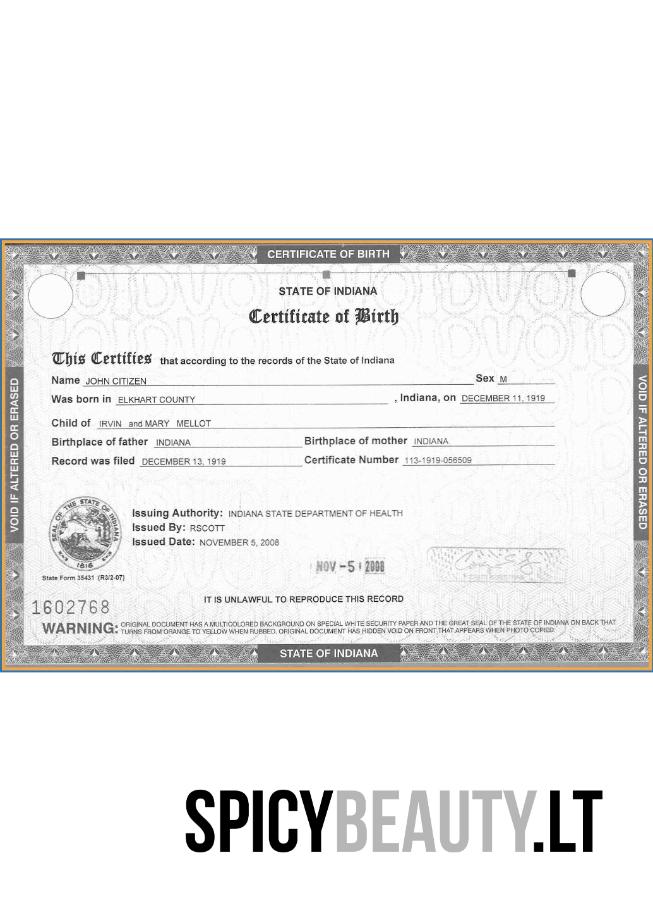 CERTIFICATE OF BIRTH
STATE OF INDIANA
Certificate of Birth
This Certifies that according to the records of the State of Indiana
Name JOHN CITIZEN Sex M
Was born in ELKHART COUNTY , Indiana, on DECEMBER 11, 1919
Child of IRVIN and MARY MELLOT
Birthplace of father INDIANA Birthplace of mother INDIANA
Record was filed DECEMBER 13, 1919 Certificate Number 113-1919-056509
VOID IF ALTERED OR ERASED
VOID IF ALTERED OR ERASED
SEAL OF THE STATE OF INDIANA
1816
Issuing Authority: INDIANA STATE DEPARTMENT OF HEALTH
Issued By: RSCOTT
Issued Date: NOVEMBER 5, 2008
NOV -5 2008
State Form 35431 (R3/2-07)
IT IS UNLAWFUL TO REPRODUCE THIS RECORD
1602768
WARNING: ORIGINAL DOCUMENT HAS A MULTICOLORED BACKGROUND ON SPECIAL WHITE SECURITY PAPER AND THE GREAT SEAL OF THE STATE OF INDIANA ON BACK THAT
TURNS FROM ORANGE TO YELLOW WHEN RUBBED. ORIGINAL DOCUMENT HAS HIDDEN VOID ON FRONT THAT APPEARS WHEN PHOTO COPIED.
STATE OF INDIANA
SPICYBEAUTY.LT